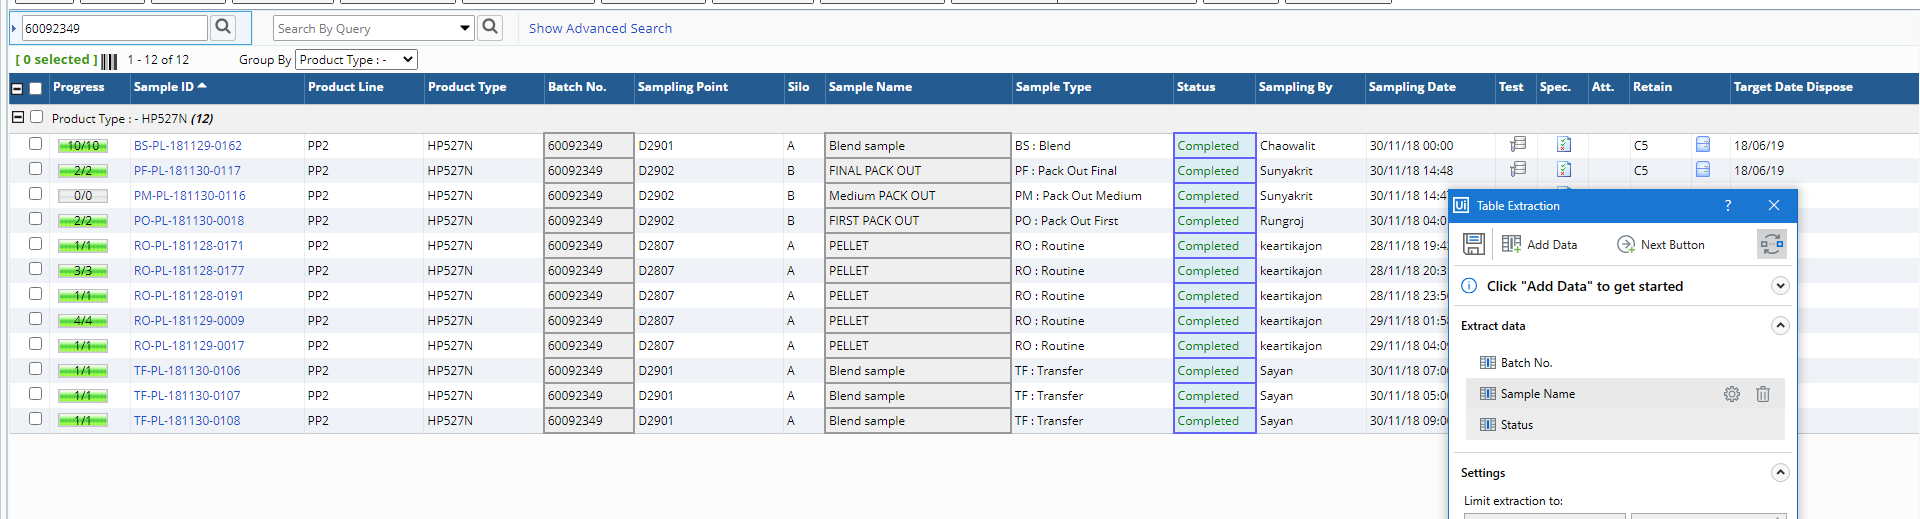 60092349
Search By Query
Show Advanced Search
[ 0 selected ] 1 - 12 of 12 Group By Product Type : -
Progress Sample ID Product Line Product Type Batch No. Sampling Point Silo Sample Name Sample Type Status Sampling By Sampling Date Test Spec. Att. Retain Target Date Dispose
Product Type : - HP527N (12)
10/10 BS-PL-181129-0162 PP2 HP527N 60092349 D2901 A Blend sample BS : Blend Completed Chaowalit 30/11/18 00:00 C5 18/06/19
2/2 PF-PL-181130-0117 PP2 HP527N 60092349 D2902 B FINAL PACK OUT PF : Pack Out Final Completed Sunyakrit 30/11/18 14:48 C5 18/06/19
0/0 PM-PL-181130-0116 PP2 HP527N 60092349 D2902 B Medium PACK OUT PM : Pack Out Medium Completed Sunyakrit 30/11/18 14:4
2/2 PO-PL-181130-0018 PP2 HP527N 60092349 D2902 B FIRST PACK OUT PO : Pack Out First Completed Rungroj 30/11/18 04:0
1/1 RO-PL-181128-0171 PP2 HP527N 60092349 D2807 A PELLET RO : Routine Completed keartikajon 28/11/18 19:4
3/3 RO-PL-181128-0177 PP2 HP527N 60092349 D2807 A PELLET RO : Routine Completed keartikajon 28/11/18 20:3
1/1 RO-PL-181128-0191 PP2 HP527N 60092349 D2807 A PELLET RO : Routine Completed keartikajon 28/11/18 23:5
4/4 RO-PL-181129-0009 PP2 HP527N 60092349 D2807 A PELLET RO : Routine Completed keartikajon 29/11/18 01:5
1/1 RO-PL-181129-0017 PP2 HP527N 60092349 D2807 A PELLET RO : Routine Completed keartikajon 29/11/18 04:0
1/1 TF-PL-181130-0106 PP2 HP527N 60092349 D2901 A Blend sample TF : Transfer Completed Sayan 30/11/18 07:0
1/1 TF-PL-181130-0107 PP2 HP527N 60092349 D2901 A Blend sample TF : Transfer Completed Sayan 30/11/18 05:0
1/1 TF-PL-181130-0108 PP2 HP527N 60092349 D2901 A Blend sample TF : Transfer Completed Sayan 30/11/18 09:0
Ui Table Extraction ?
Add Data Next Button
Click "Add Data" to get started
Extract data
Batch No.
Sample Name
Status
Settings
Limit extraction to: